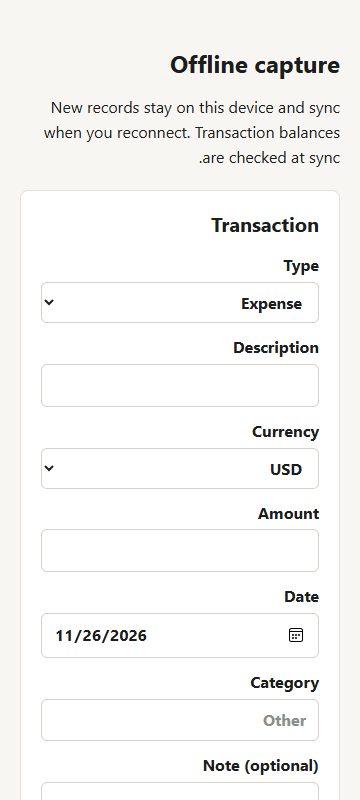 Offline capture
New records stay on this device and sync
when you reconnect. Transaction balances
are checked at sync.
Transaction
Type
Expense
Description
Currency
USD
Amount
Date
11/26/2026
Category
Other
Note (optional)